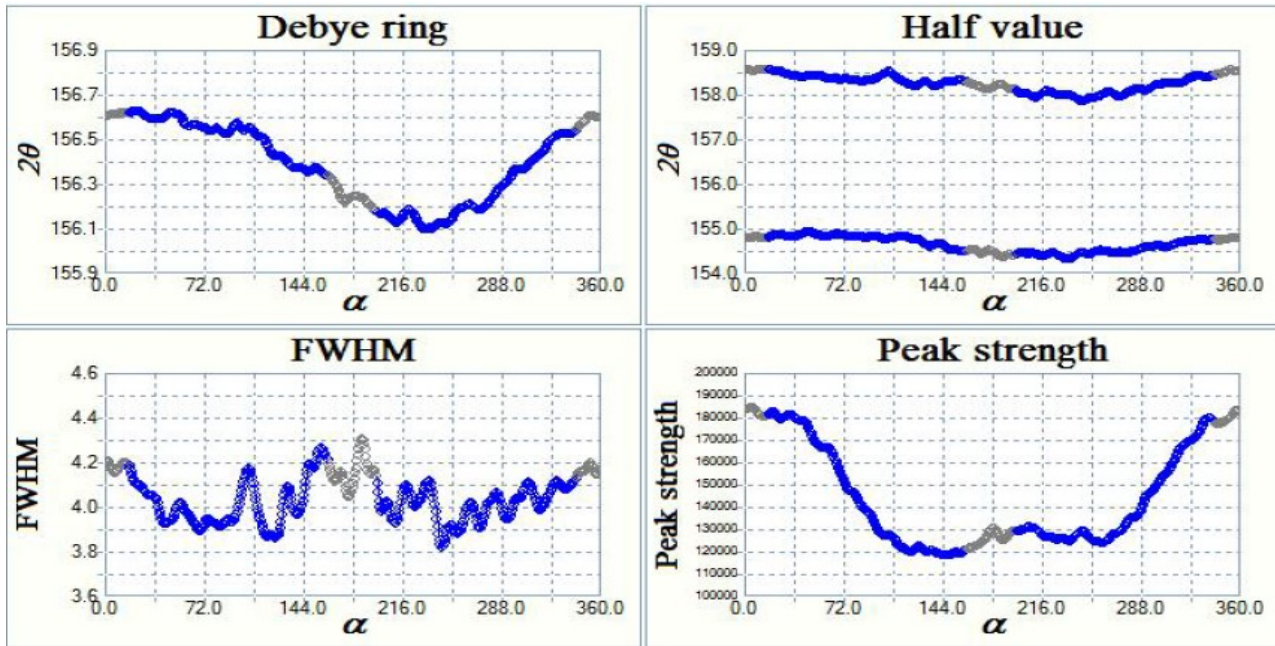 Debye ring
156.9
156.7
156.5
156.3
156.1
155.9
2θ
0.0 72.0 144.0 216.0 288.0 360.0
α
Half value
159.0
158.0
157.0
156.0
155.0
154.0
2θ
0.0 72.0 144.0 216.0 288.0 360.0
α
FWHM
4.6
4.4
4.2
4.0
3.8
3.6
FWHM
0.0 72.0 144.0 216.0 288.0 360.0
α
Peak strength
200000
180000
170000
160000
150000
140000
130000
120000
110000
100000
Peak strength
0.0 72.0 144.0 216.0 288.0 360.0
α